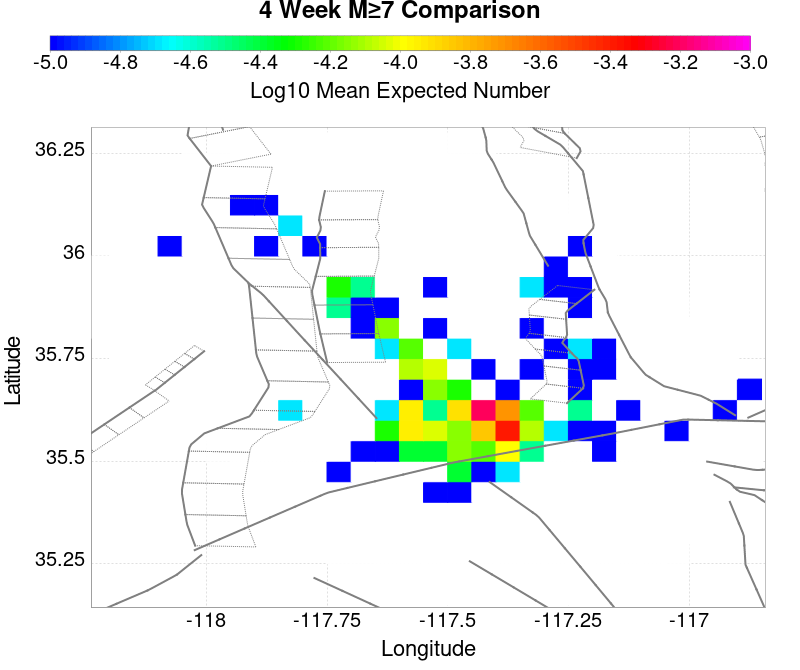 4 Week M≥7 Comparison
-5.0 -4.8 -4.6 -4.4 -4.2 -4.0 -3.8 -3.6 -3.4 -3.2 -3.0
Log10 Mean Expected Number
36.25
36
35.75
35.5
35.25
Latitude
-118 -117.75 -117.5 -117.25 -117
Longitude